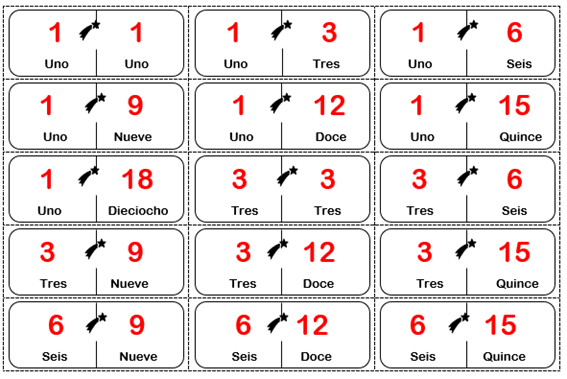 1 1 1 3 1 6
Uno Uno Uno Tres Uno Seis
1 9 1 12 1 15
Uno Nueve Uno Doce Uno Quince
1 18 3 3 3 6
Uno Dieciocho Tres Tres Tres Seis
3 9 3 12 3 15
Tres Nueve Tres Doce Tres Quince
6 9 6 12 6 15
Seis Nueve Seis Doce Seis Quince